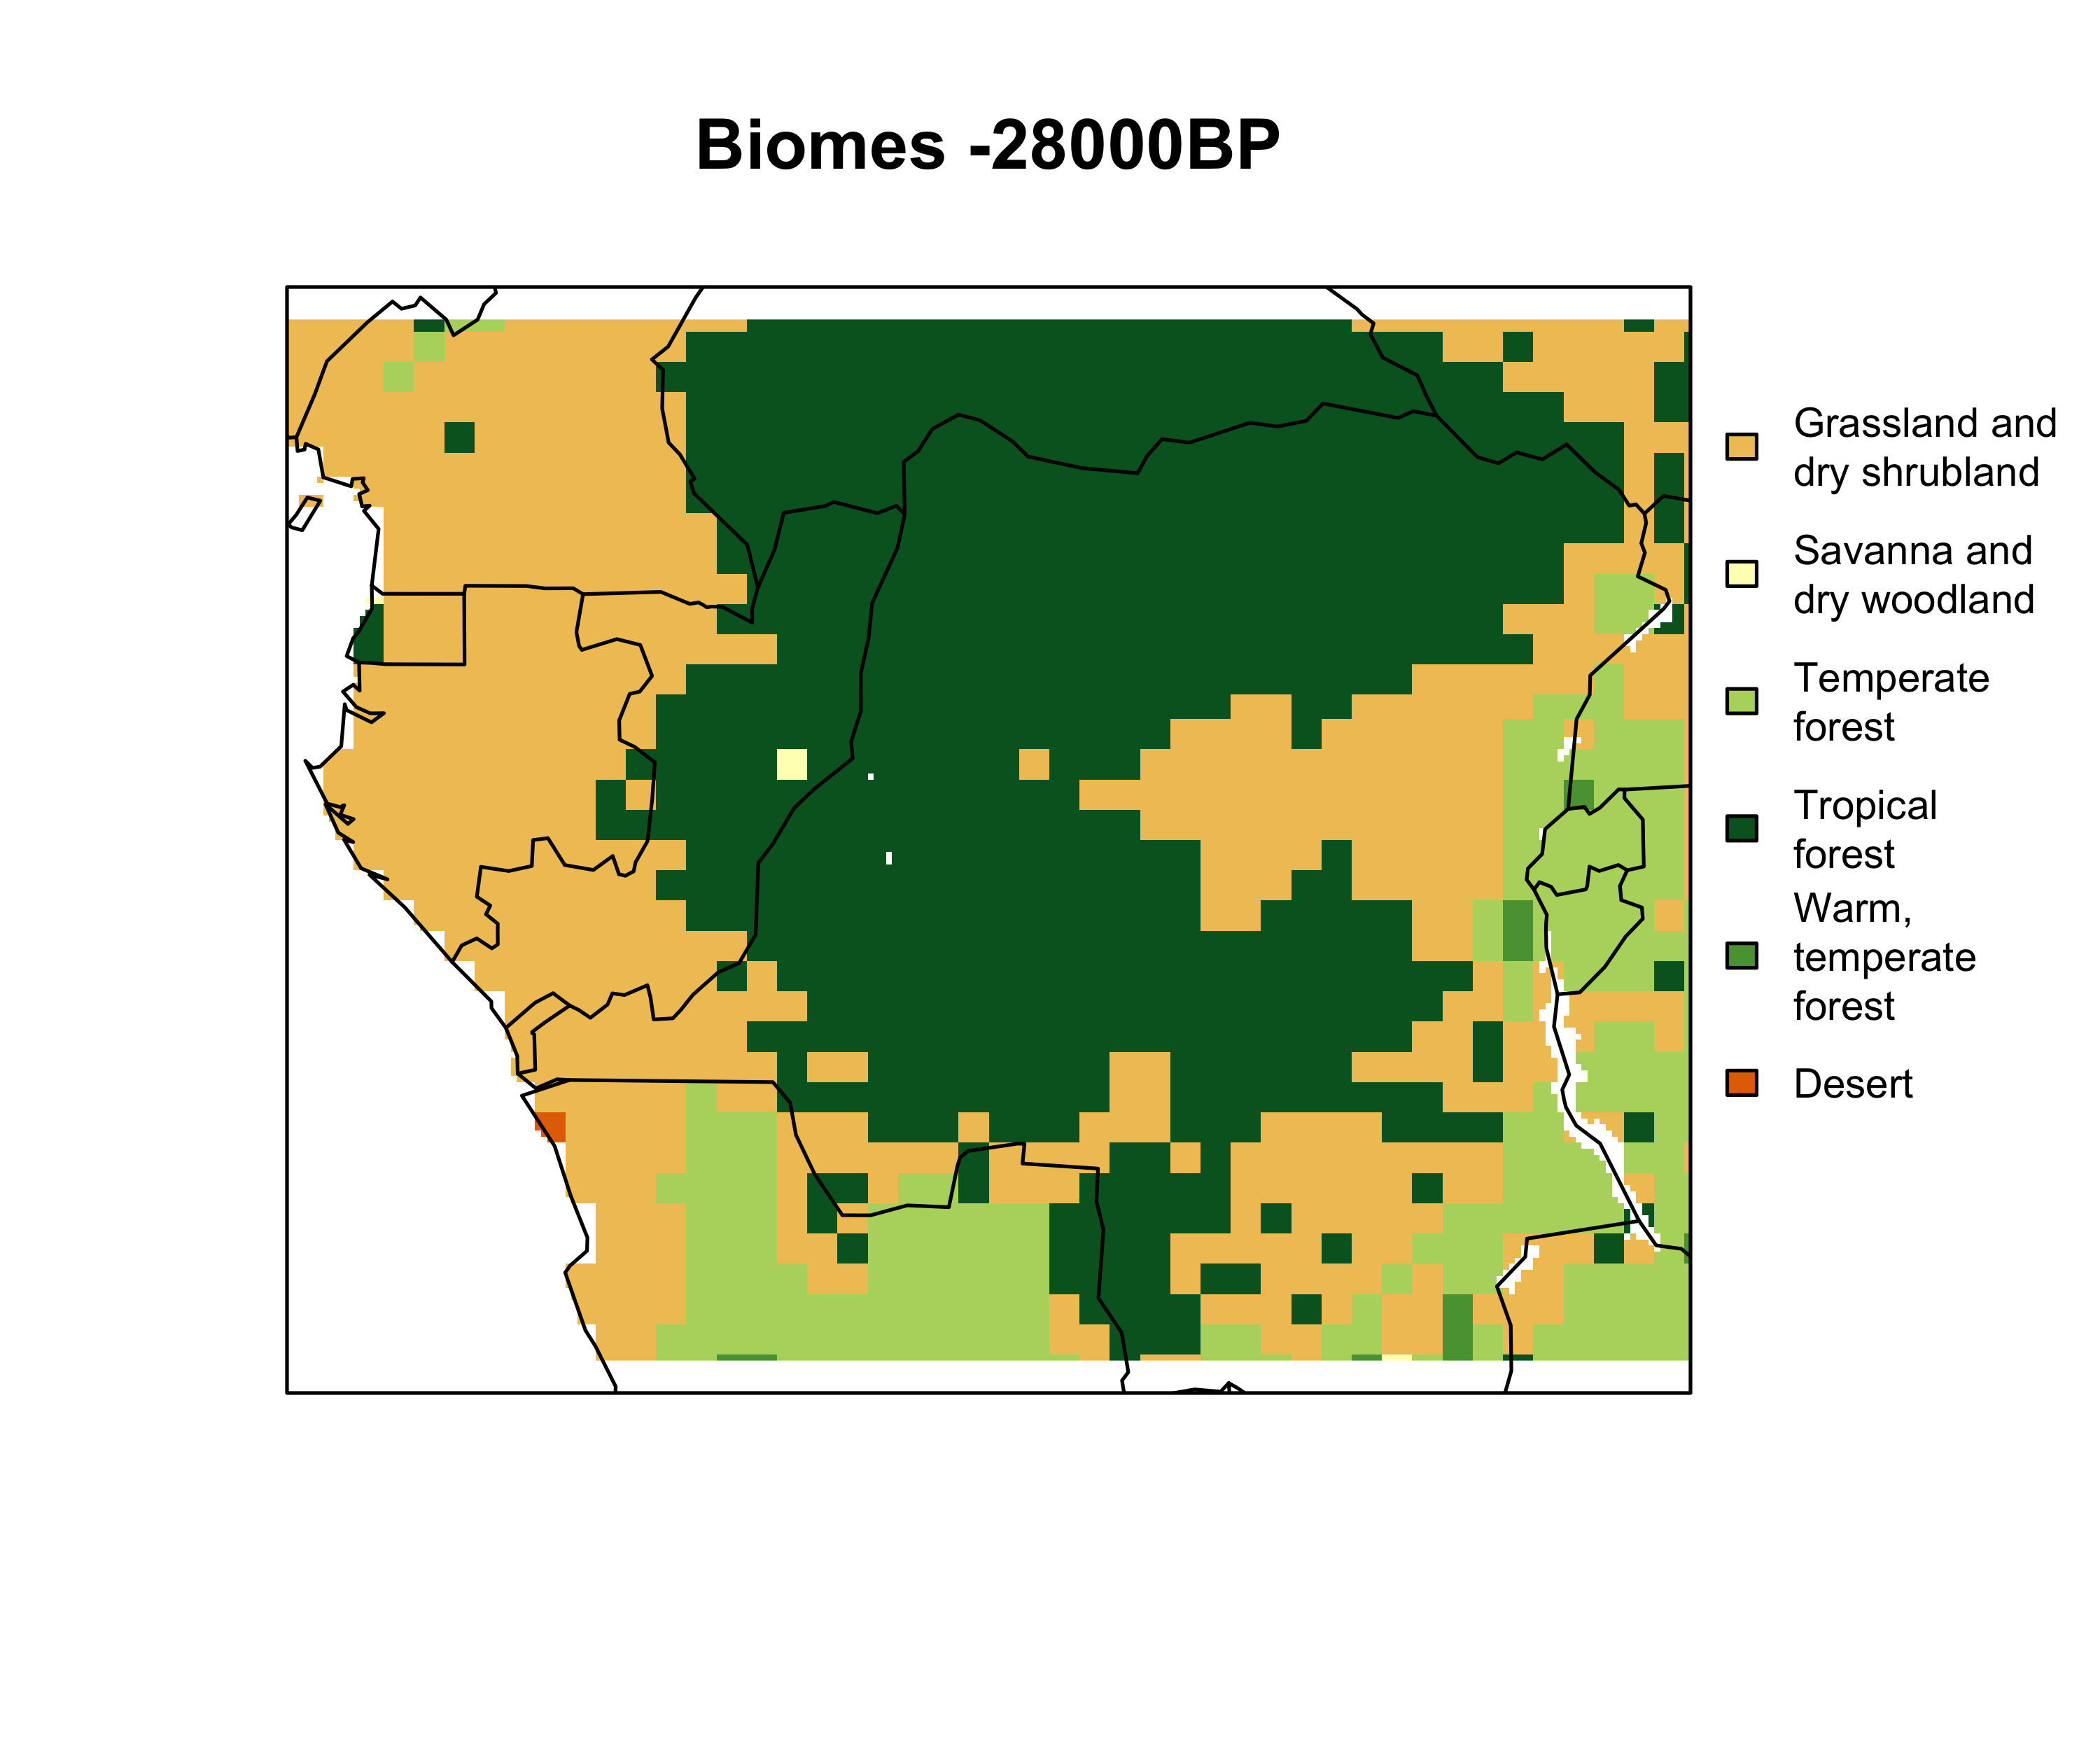 Biomes -28000BP
Grassland and
dry shrubland
Savanna and
dry woodland
Temperate
forest
Tropical
forest
Warm,
temperate
forest
Desert